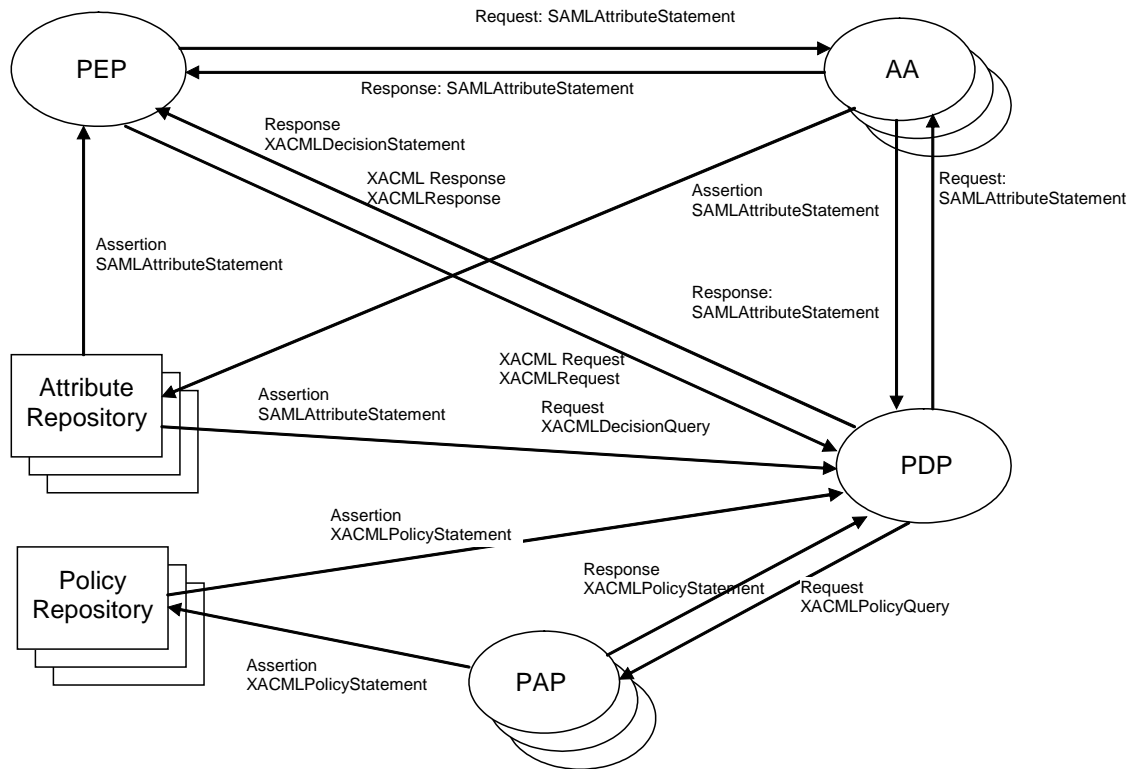 Request: SAMLAttributeStatement
PEP
AA
Response: SAMLAttributeStatement
Response
XACMLDecisionStatement
XACML Response
XACMLResponse
Assertion
SAMLAttributeStatement
Request:
SAMLAttributeStatement
Assertion
SAMLAttributeStatement
Response:
SAMLAttributeStatement
Attribute
Repository
XACML Request
XACMLRequest
Assertion
SAMLAttributeStatement
Request
XACMLDecisionQuery
PDP
Assertion
XACMLPolicyStatement
Policy
Repository
Response
XACMLPolicyStatement
Request
XACMLPolicyQuery
Assertion
XACMLPolicyStatement
PAP